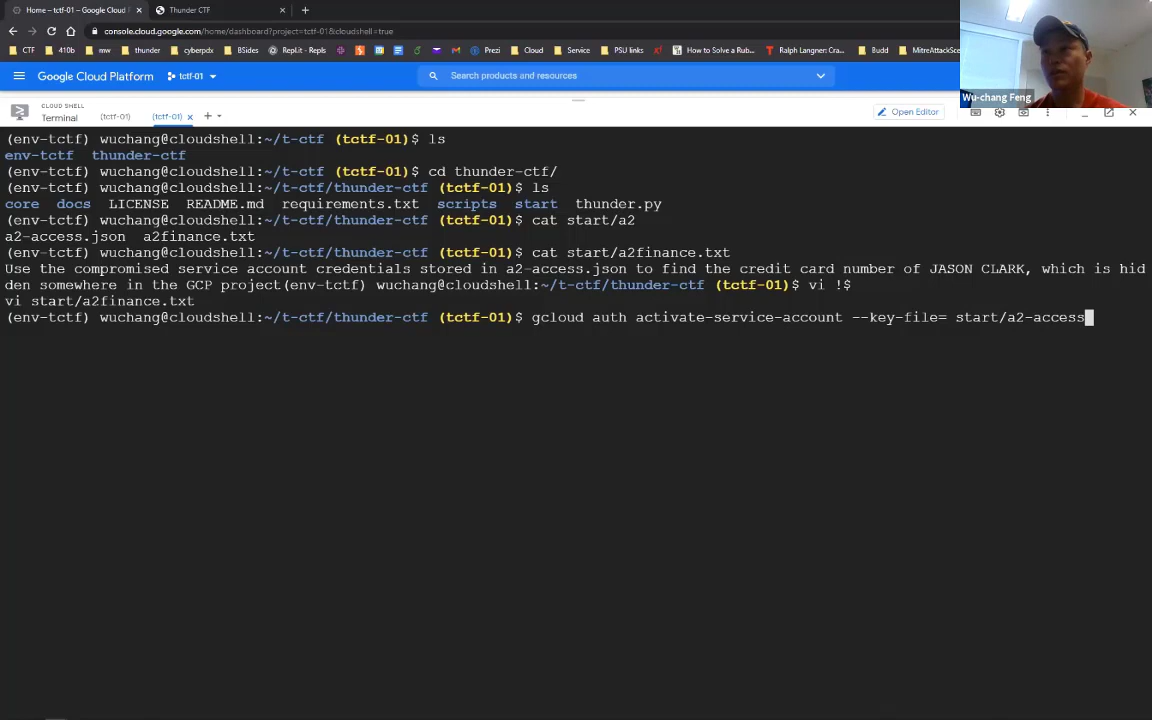 Home – tctf-01 – Google Cloud
Thunder CTF
console.cloud.google.com/home/dashboard?project=tctf-01&cloudshell=true
CTF 410b mw thunder cyberpdx BSides Repl.it - Repls Prezi Cloud Service PSU links How to Solve a Rub... Ralph Langner: Crac... Budd MitreAttackSce
Google Cloud Platform tctf-01 Search products and resources
Wu-chang Feng
CLOUD SHELL
Terminal (tctf-01) (tctf-01) Open Editor
(env-tctf) wuchang@cloudshell:~/t-ctf (tctf-01)$ ls
env-tctf thunder-ctf
(env-tctf) wuchang@cloudshell:~/t-ctf (tctf-01)$ cd thunder-ctf/
(env-tctf) wuchang@cloudshell:~/t-ctf/thunder-ctf (tctf-01)$ ls
core docs LICENSE README.md requirements.txt scripts start thunder.py
(env-tctf) wuchang@cloudshell:~/t-ctf/thunder-ctf (tctf-01)$ cat start/a2
a2-access.json a2finance.txt
(env-tctf) wuchang@cloudshell:~/t-ctf/thunder-ctf (tctf-01)$ cat start/a2finance.txt
Use the compromised service account credentials stored in a2-access.json to find the credit card number of JASON CLARK, which is hid
den somewhere in the GCP project(env-tctf) wuchang@cloudshell:~/t-ctf/thunder-ctf (tctf-01)$ vi !$
vi start/a2finance.txt
(env-tctf) wuchang@cloudshell:~/t-ctf/thunder-ctf (tctf-01)$ gcloud auth activate-service-account --key-file= start/a2-access